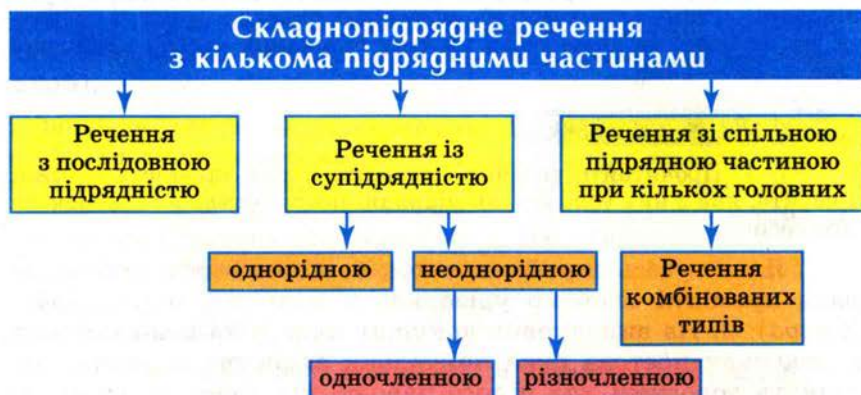 Складнопідрядне речення
з кількома підрядними частинами
Речення
з послідовною
підрядністю
Речення із
супідрядністю
Речення зі спільною
підрядною частиною
при кількох головних
однорідною
неоднорідною
Речення
комбінованих
типів
одночленною
різночленною